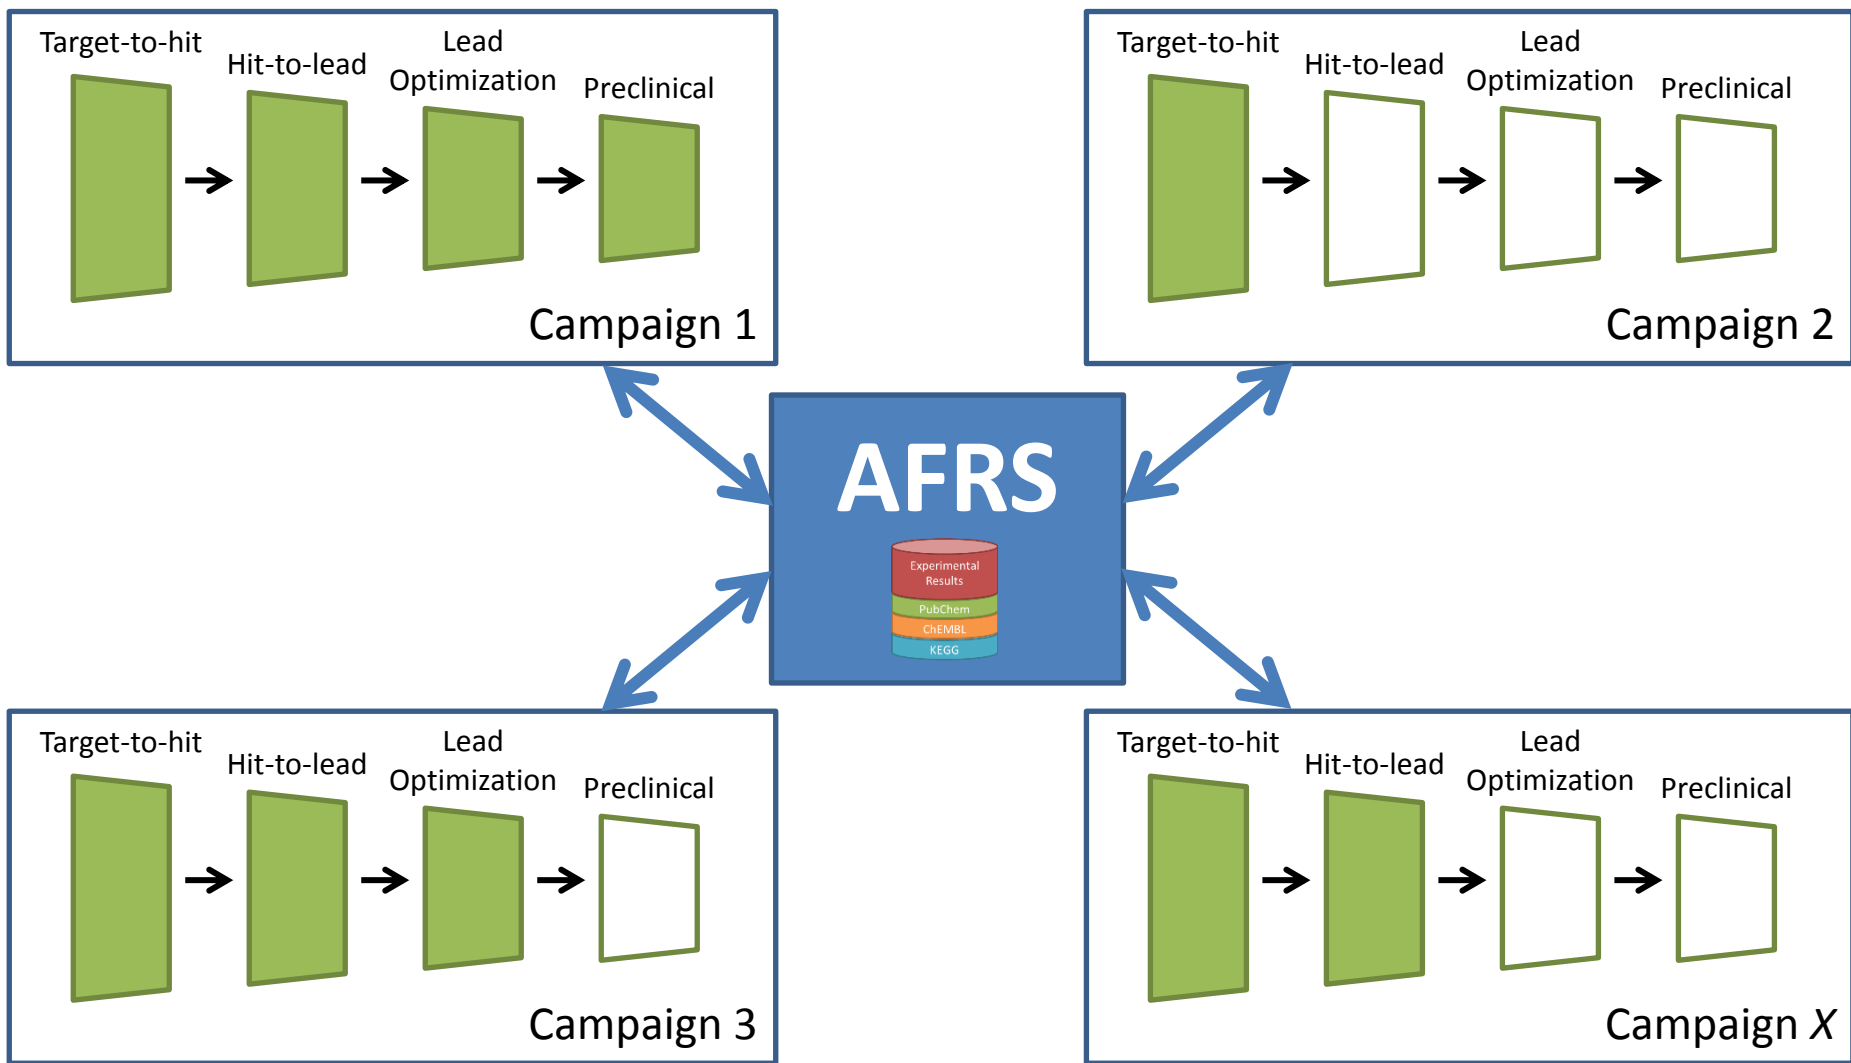 Target-to-hit
Hit-to-lead
Lead
Optimization
Preclinical
Campaign 1
Target-to-hit
Hit-to-lead
Lead
Optimization
Preclinical
Campaign 2
AFRS
Experimental
Results
PubChem
ChEMBL
KEGG
Target-to-hit
Hit-to-lead
Lead
Optimization
Preclinical
Campaign 3
Target-to-hit
Hit-to-lead
Lead
Optimization
Preclinical
Campaign X